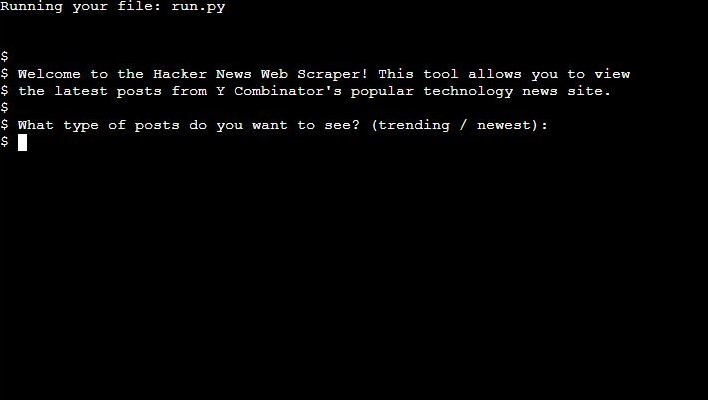 Running your file: run.py
$
$ Welcome to the Hacker News Web Scraper! This tool allows you to view
$ the latest posts from Y Combinator's popular technology news site.
$
$ What type of posts do you want to see? (trending / newest):
$